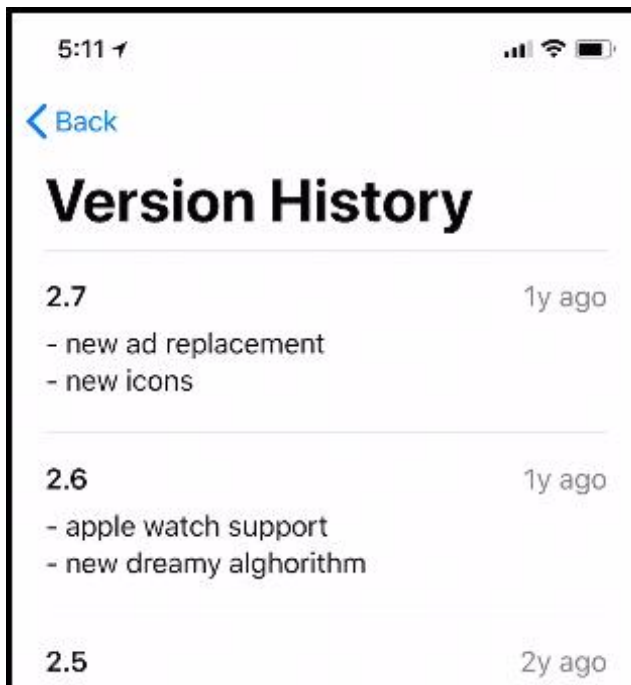 5:11
Back
Version History
2.7 1y ago
- new ad replacement
- new icons
2.6 1y ago
- apple watch support
- new dreamy alghorithm
2.5 2y ago